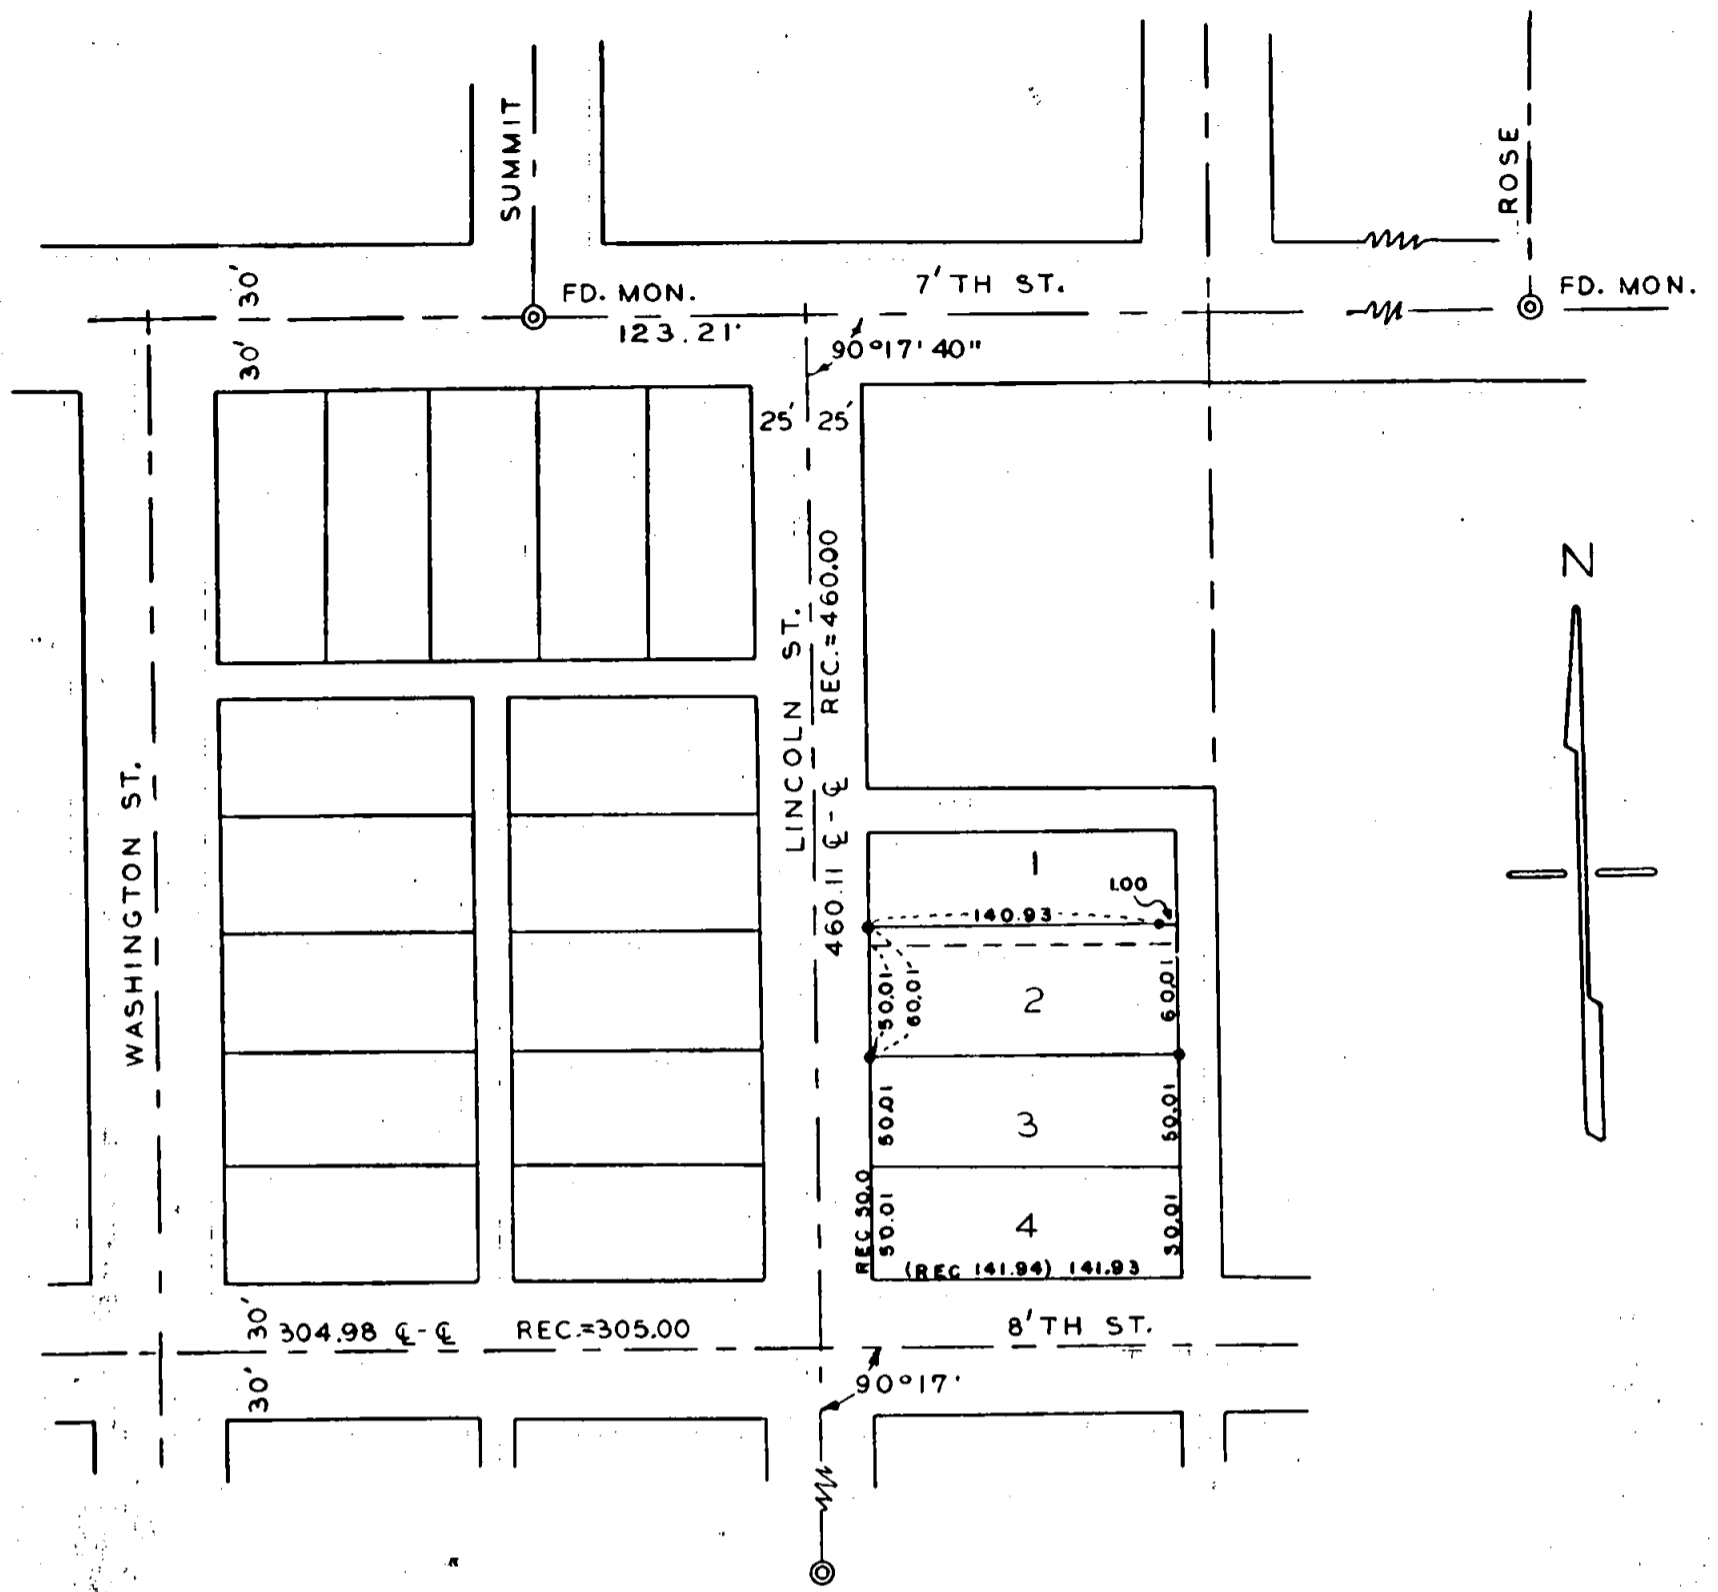 SUMMIT
ROSE
30'
30'
FD. MON.
123.21'
7'TH ST.
FD. MON.
90°17'40"
25' 25'
LINCOLN ST.
REC.=460.00
460.11 ℄-℄
WASHINGTON ST.
N
1
1.00
140.93
50.01
60.01
2
60.01
50.01
3
50.01
REC 50.0
50.01
4
50.01
(REC 141.94) 141.93
30'
304.98 ℄-℄ REC.=305.00
8'TH ST.
30'
90°17'